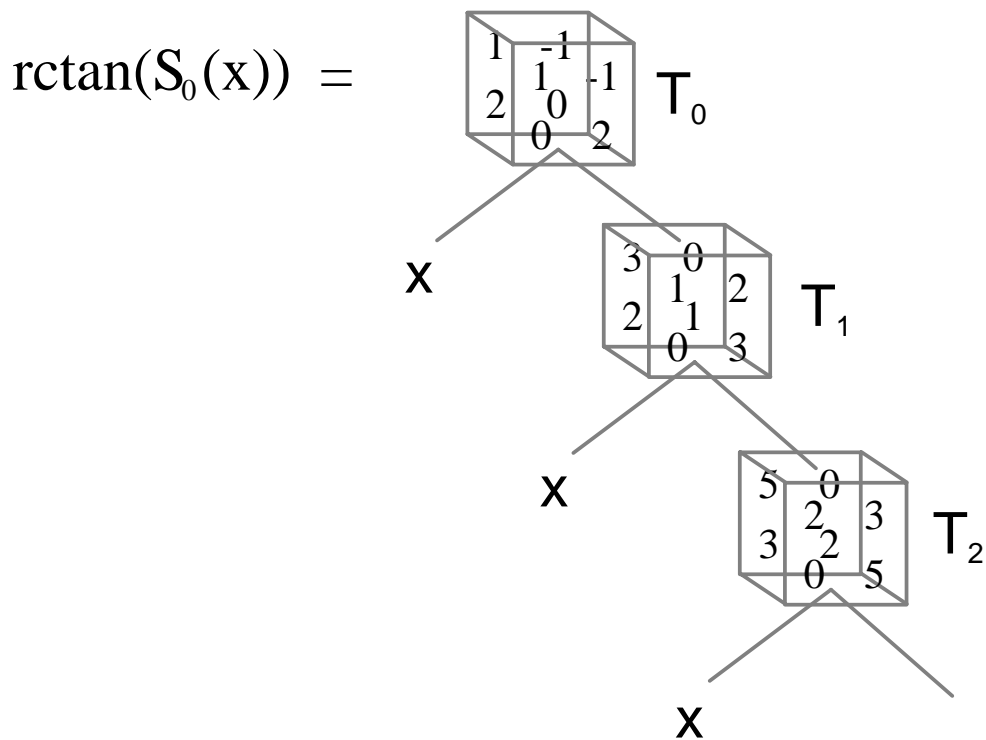 rctan(S₀(x)) =
1 -1
1 -1
2 0
0 2
T₀
x
3 0
1 2
2 1
0 3
T₁
x
5 0
2 3
3 2
0 5
T₂
x